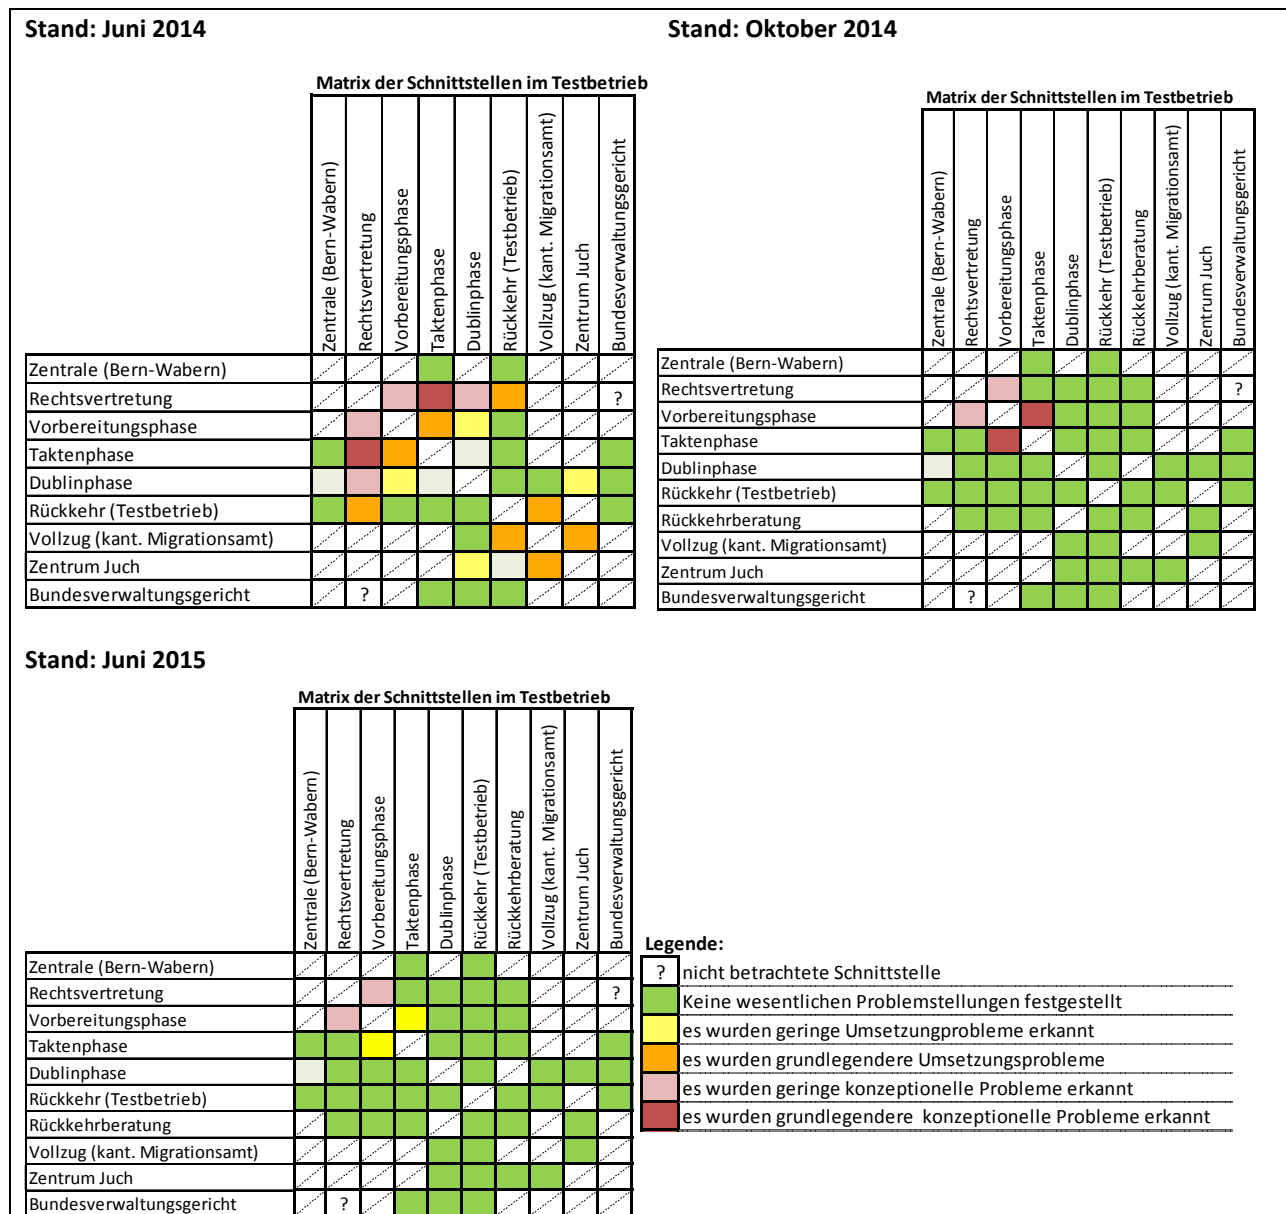 Stand: Juni 2014
Matrix der Schnittstellen im Testbetrieb
Zentrale (Bern-Wabern)
Rechtsvertretung
Vorbereitungsphase
Taktenphase
Dublinphase
Rückkehr (Testbetrieb)
Vollzug (kant. Migrationsamt)
Zentrum Juch
Bundesverwaltungsgericht
Zentrale (Bern-Wabern)
Rechtsvertretung ?
Vorbereitungsphase
Taktenphase
Dublinphase
Rückkehr (Testbetrieb)
Vollzug (kant. Migrationsamt)
Zentrum Juch
Bundesverwaltungsgericht ?
Stand: Oktober 2014
Matrix der Schnittstellen im Testbetrieb
Zentrale (Bern-Wabern)
Rechtsvertretung
Vorbereitungsphase
Taktenphase
Dublinphase
Rückkehr (Testbetrieb)
Rückkehrberatung
Vollzug (kant. Migrationsamt)
Zentrum Juch
Bundesverwaltungsgericht
Zentrale (Bern-Wabern)
Rechtsvertretung ?
Vorbereitungsphase
Taktenphase
Dublinphase
Rückkehr (Testbetrieb)
Rückkehrberatung
Vollzug (kant. Migrationsamt)
Zentrum Juch
Bundesverwaltungsgericht ?
Stand: Juni 2015
Matrix der Schnittstellen im Testbetrieb
Zentrale (Bern-Wabern)
Rechtsvertretung
Vorbereitungsphase
Taktenphase
Dublinphase
Rückkehr (Testbetrieb)
Rückkehrberatung
Vollzug (kant. Migrationsamt)
Zentrum Juch
Bundesverwaltungsgericht
Zentrale (Bern-Wabern)
Rechtsvertretung ?
Vorbereitungsphase
Taktenphase
Dublinphase
Rückkehr (Testbetrieb)
Rückkehrberatung
Vollzug (kant. Migrationsamt)
Zentrum Juch
Bundesverwaltungsgericht ?
Legende:
? nicht betrachtete Schnittstelle
Keine wesentlichen Problemstellungen festgestellt
es wurden geringe Umsetzungprobleme erkannt
es wurden grundlegendere Umsetzungsprobleme
es wurden geringe konzeptionelle Probleme erkannt
es wurden grundlegendere konzeptionelle Probleme erkannt